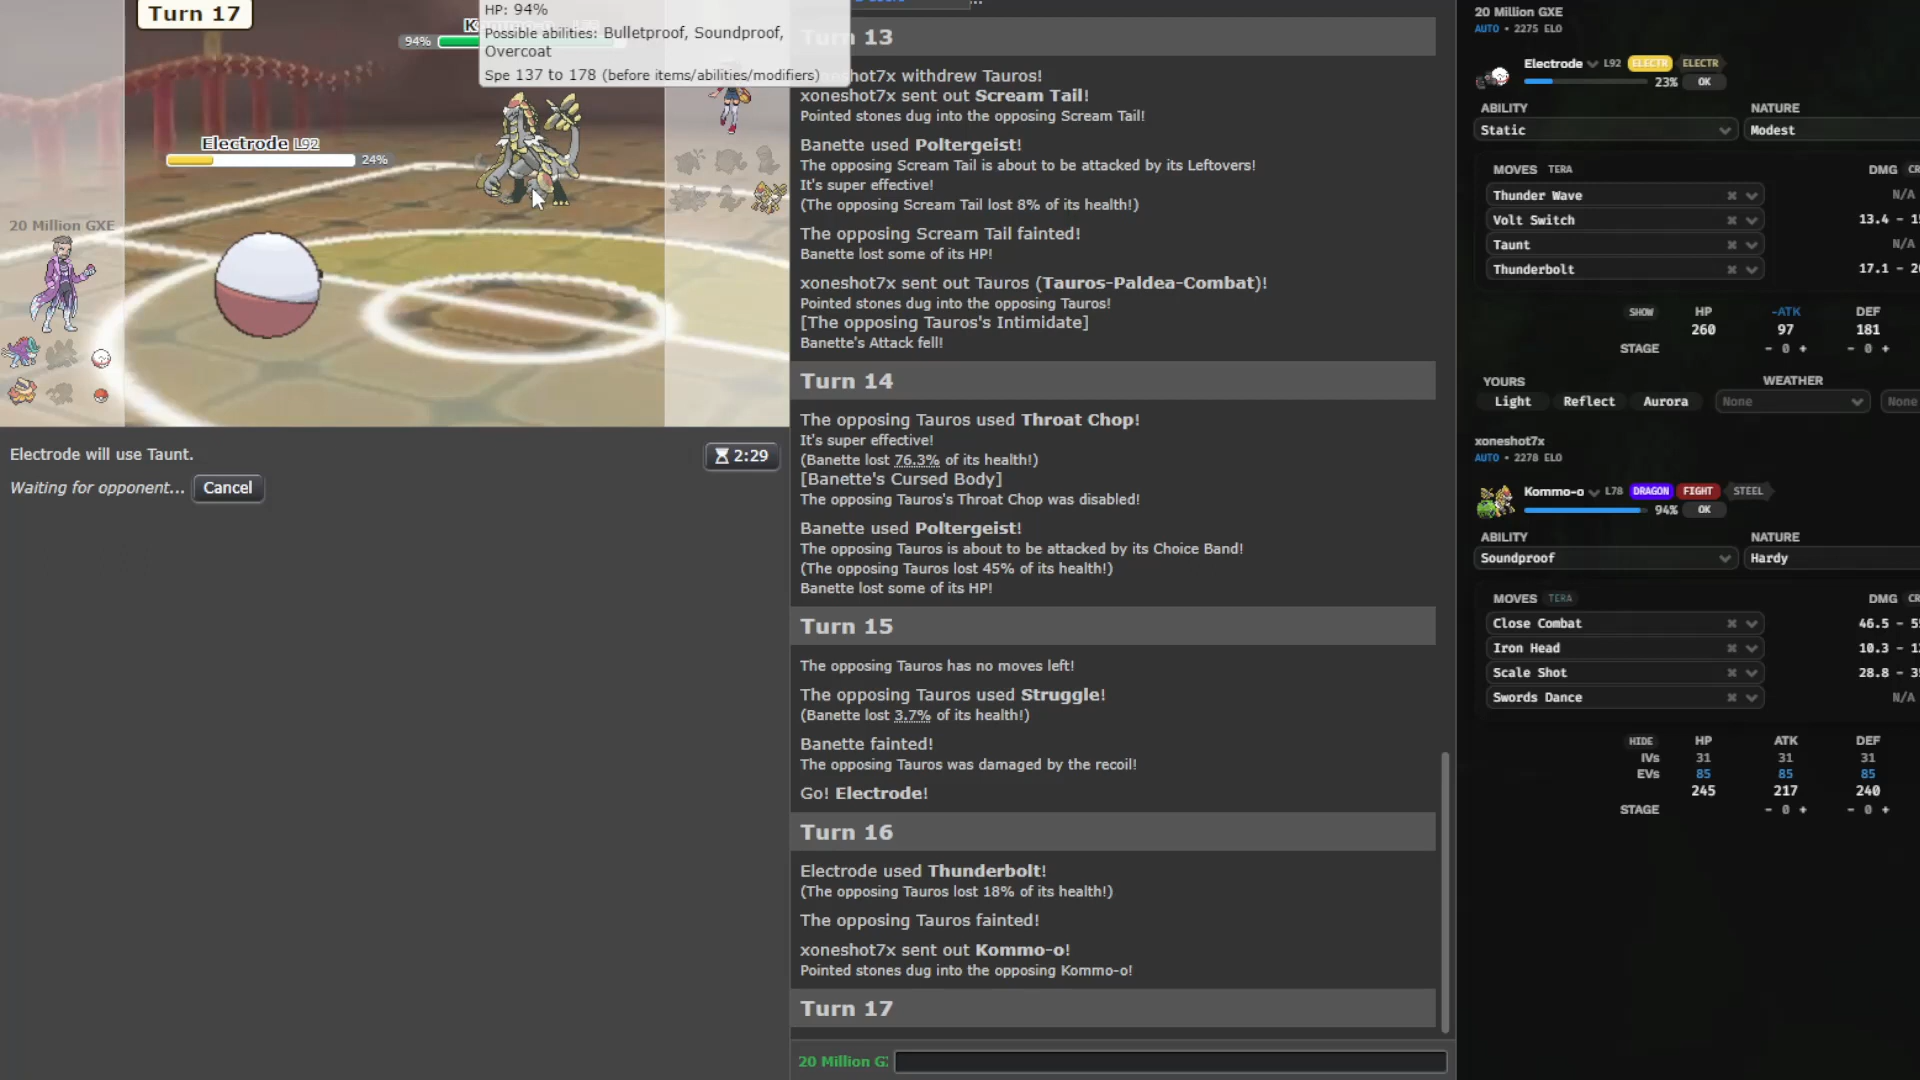 Turn 17
HP: 94%
Possible abilities: Bulletproof, Soundproof,
Overcoat
Spe 137 to 178 (before items/abilities/modifiers)
94%
Electrode L92
24%
20 Million GXE
Electrode will use Taunt.
2:29
Waiting for opponent...
Cancel
Turn 13
xoneshot7x withdrew Tauros!
xoneshot7x sent out Scream Tail!
Pointed stones dug into the opposing Scream Tail!
Banette used Poltergeist!
The opposing Scream Tail is about to be attacked by its Leftovers!
It's super effective!
(The opposing Scream Tail lost 8% of its health!)
The opposing Scream Tail fainted!
Banette lost some of its HP!
xoneshot7x sent out Tauros (Tauros-Paldea-Combat)!
Pointed stones dug into the opposing Tauros!
[The opposing Tauros's Intimidate]
Banette's Attack fell!
Turn 14
The opposing Tauros used Throat Chop!
It's super effective!
(Banette lost 76.3% of its health!)
[Banette's Cursed Body]
The opposing Tauros's Throat Chop was disabled!
Banette used Poltergeist!
The opposing Tauros is about to be attacked by its Choice Band!
(The opposing Tauros lost 45% of its health!)
Banette lost some of its HP!
Turn 15
The opposing Tauros has no moves left!
The opposing Tauros used Struggle!
(Banette lost 3.7% of its health!)
Banette fainted!
The opposing Tauros was damaged by the recoil!
Go! Electrode!
Turn 16
Electrode used Thunderbolt!
(The opposing Tauros lost 18% of its health!)
The opposing Tauros fainted!
xoneshot7x sent out Kommo-o!
Pointed stones dug into the opposing Kommo-o!
Turn 17
20 Million G
20 Million GXE
AUTO • 2275 ELO
Electrode L92 ELECTR ELECTR
23% OK
ABILITY NATURE
Static Modest
MOVES TERA DMG
Thunder Wave N/A
Volt Switch 13.4 -
Taunt N/A
Thunderbolt 17.1 -
SHOW HP -ATK DEF
260 97 181
STAGE - 0 + - 0 +
YOURS WEATHER
Light Reflect Aurora None None
xoneshot7x
AUTO • 2278 ELO
Kommo-o L78 DRAGON FIGHT STEEL
94% OK
ABILITY NATURE
Soundproof Hardy
MOVES TERA DMG
Close Combat 46.5 -
Iron Head 10.3 -
Scale Shot 28.8 -
Swords Dance N/A
HIDE HP ATK DEF
IVs 31 31 31
EVs 85 85 85
245 217 240
STAGE - 0 + - 0 +